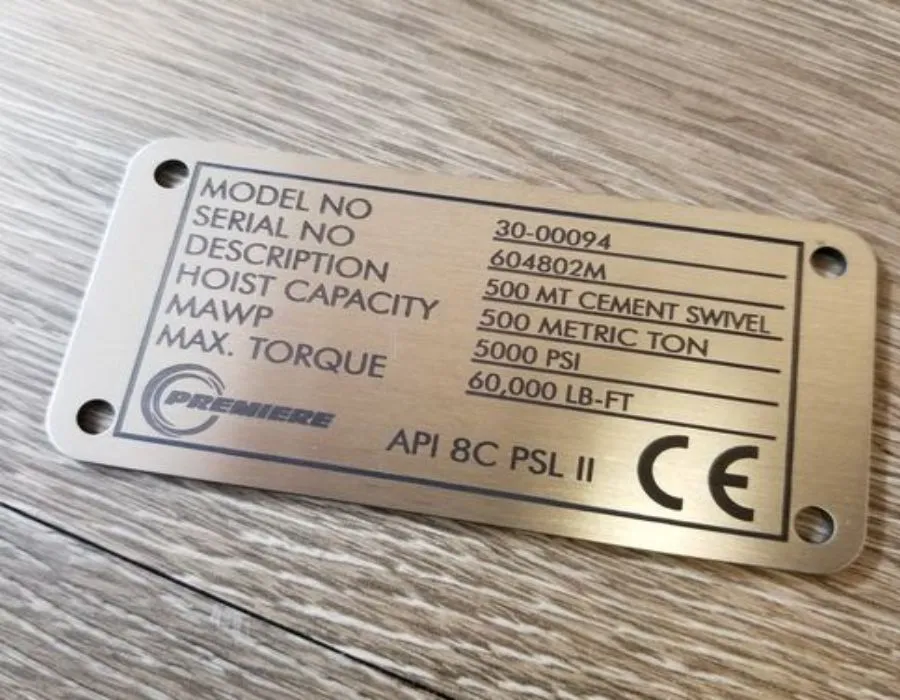 MODEL NO 30-00094
SERIAL NO 604802M
DESCRIPTION 500 MT CEMENT SWIVEL
HOIST CAPACITY 500 METRIC TON
MAWP 5000 PSI
MAX. TORQUE 60,000 LB-FT
PREMIERE
API 8C PSL II CE